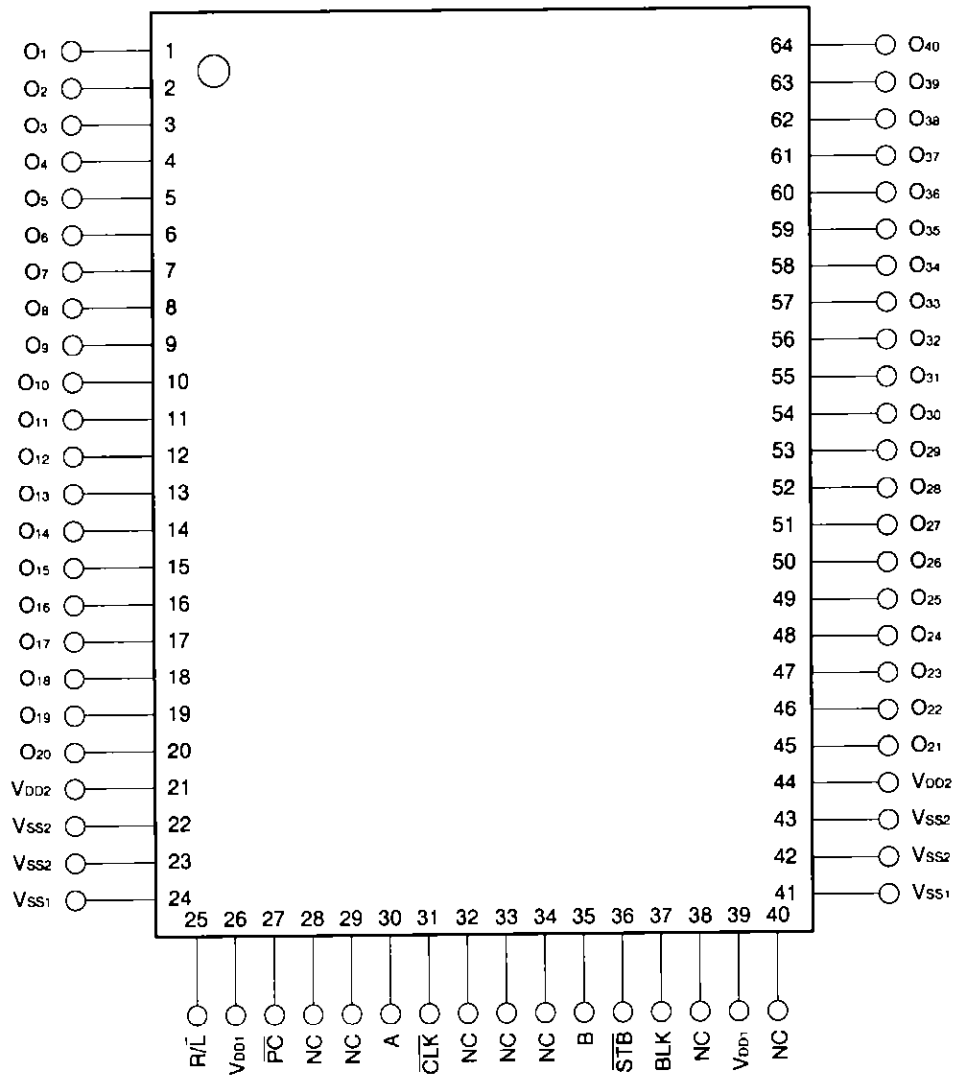 O1 1 64 O40
O2 2 63 O39
O3 3 62 O38
O4 4 61 O37
O5 5 60 O36
O6 6 59 O35
O7 7 58 O34
O8 8 57 O33
O9 9 56 O32
O10 10 55 O31
O11 11 54 O30
O12 12 53 O29
O13 13 52 O28
O14 14 51 O27
O15 15 50 O26
O16 16 49 O25
O17 17 48 O24
O18 18 47 O23
O19 19 46 O22
O20 20 45 O21
VDD2 21 44 VDD2
VSS2 22 43 VSS2
VSS2 23 42 VSS2
VSS1 24 41 VSS1
25 26 27 28 29 30 31 32 33 34 35 36 37 38 39 40
R/L̅ VDD1 P̅C̅ NC NC A C̅L̅K̅ NC NC NC B S̅T̅B̅ BLK NC VDD1 NC